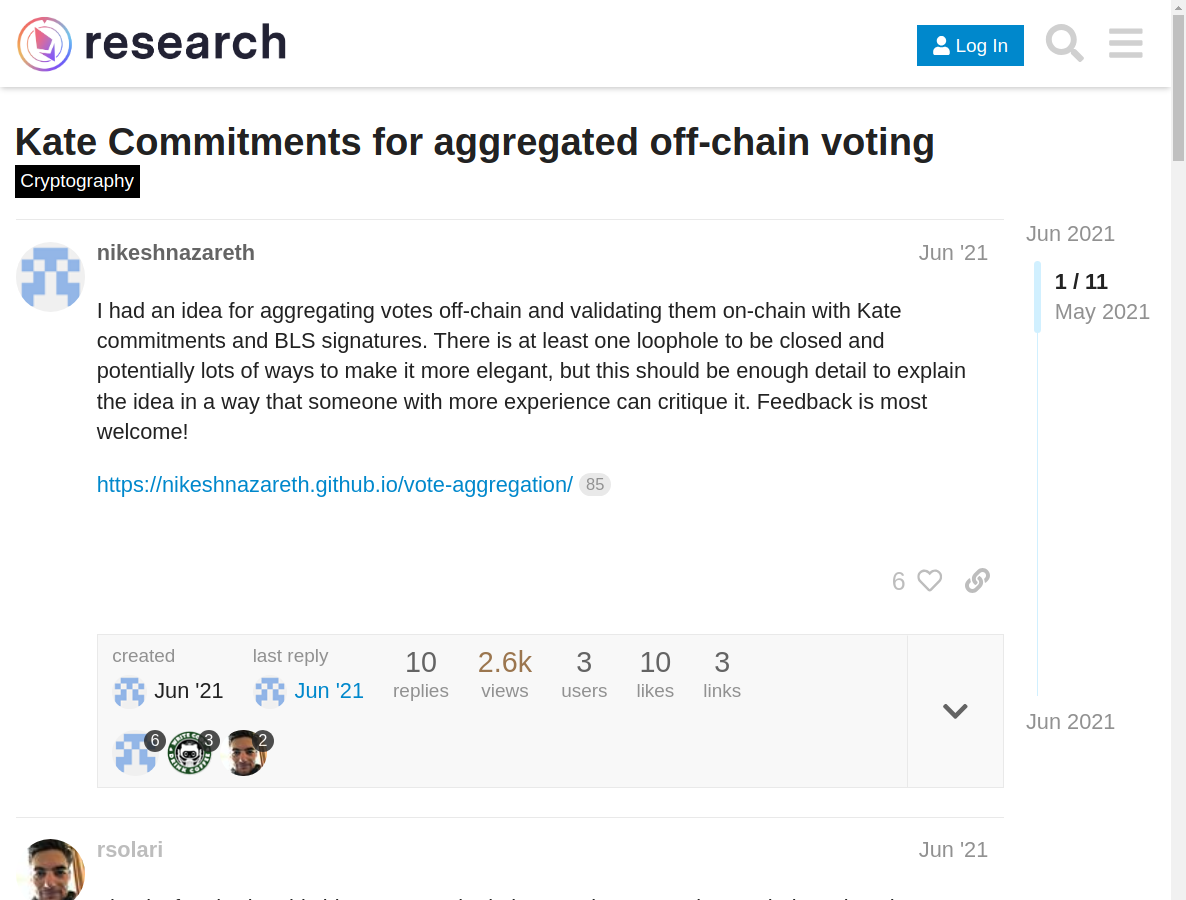 research
Log In
Kate Commitments for aggregated off-chain voting
Cryptography
nikeshnazareth
Jun '21
I had an idea for aggregating votes off-chain and validating them on-chain with Kate
commitments and BLS signatures. There is at least one loophole to be closed and
potentially lots of ways to make it more elegant, but this should be enough detail to explain
the idea in a way that someone with more experience can critique it. Feedback is most
welcome!
https://nikeshnazareth.github.io/vote-aggregation/ 85
6
created
Jun '21
last reply
Jun '21
10
replies
2.6k
views
3
users
10
likes
3
links
6
3
2
Jun 2021
1 / 11
May 2021
Jun 2021
rsolari
Jun '21